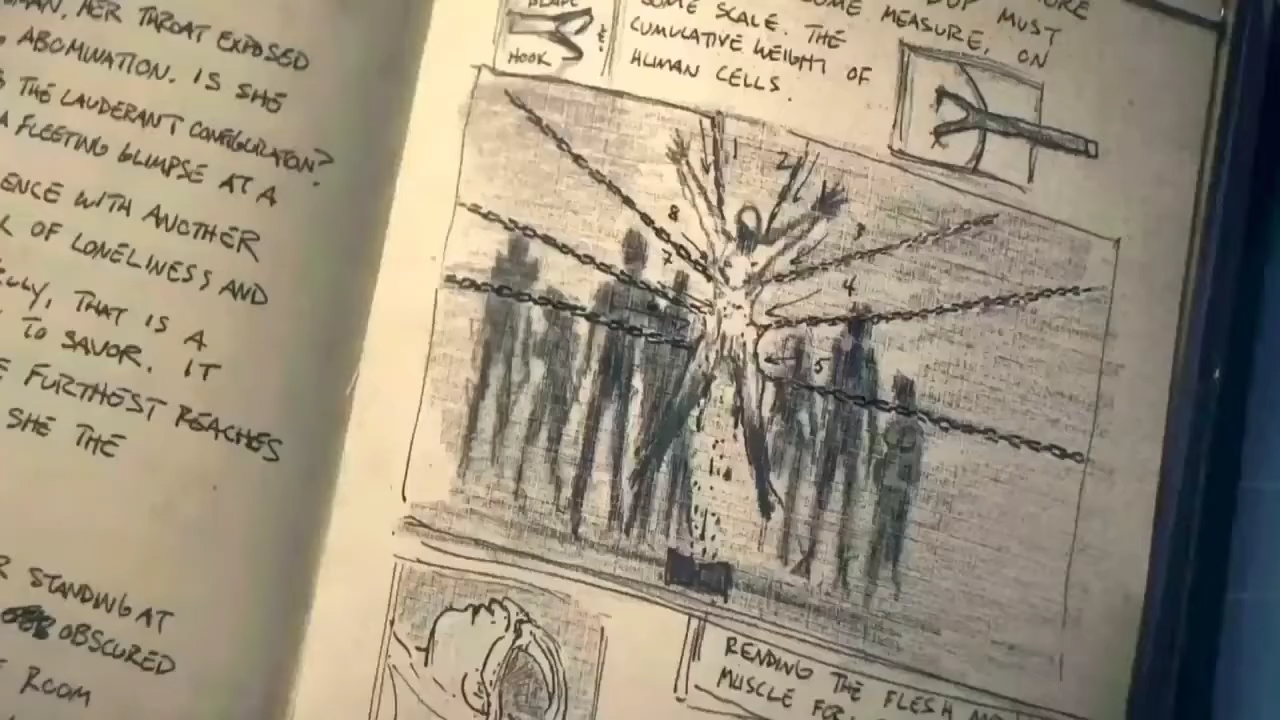 MAN, HER THROAT EXPOSED
ABOMINATION. IS SHE
THE LAUDERANT CONFIGURATION?
A FLEETING GLIMPSE AT A
ENCE WITH ANOTHER
OF LONELINESS AND
THAT IS A
TO SAVOR. IT
FURTHEST REACHES
SHE THE
STANDING AT
OBSCURED
ROOM
BLADE
HOOK
MUST
SOME SCALE. THE
SOME MEASURE, ON
CUMULATIVE WEIGHT OF
HUMAN CELLS.
1
2
8
7
4
5
RENDING THE FLESH
MUSCLE